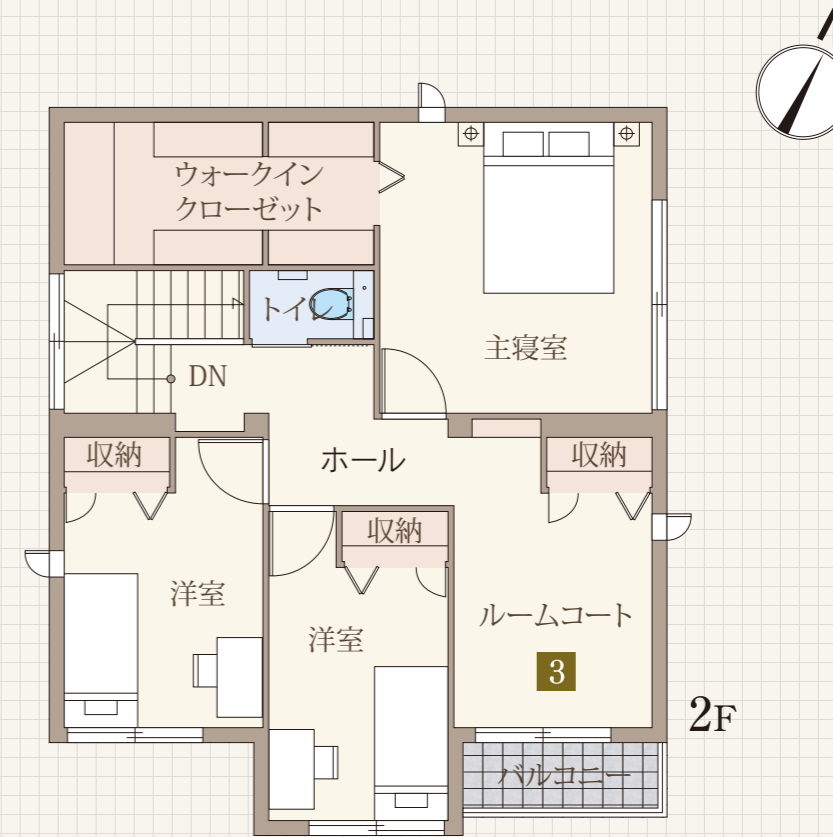 ウォークイン
クローゼット
トイレ
主寝室
DN
収納
ホール
収納
収納
洋室
洋室
ルームコート
3
2F
バルコニー